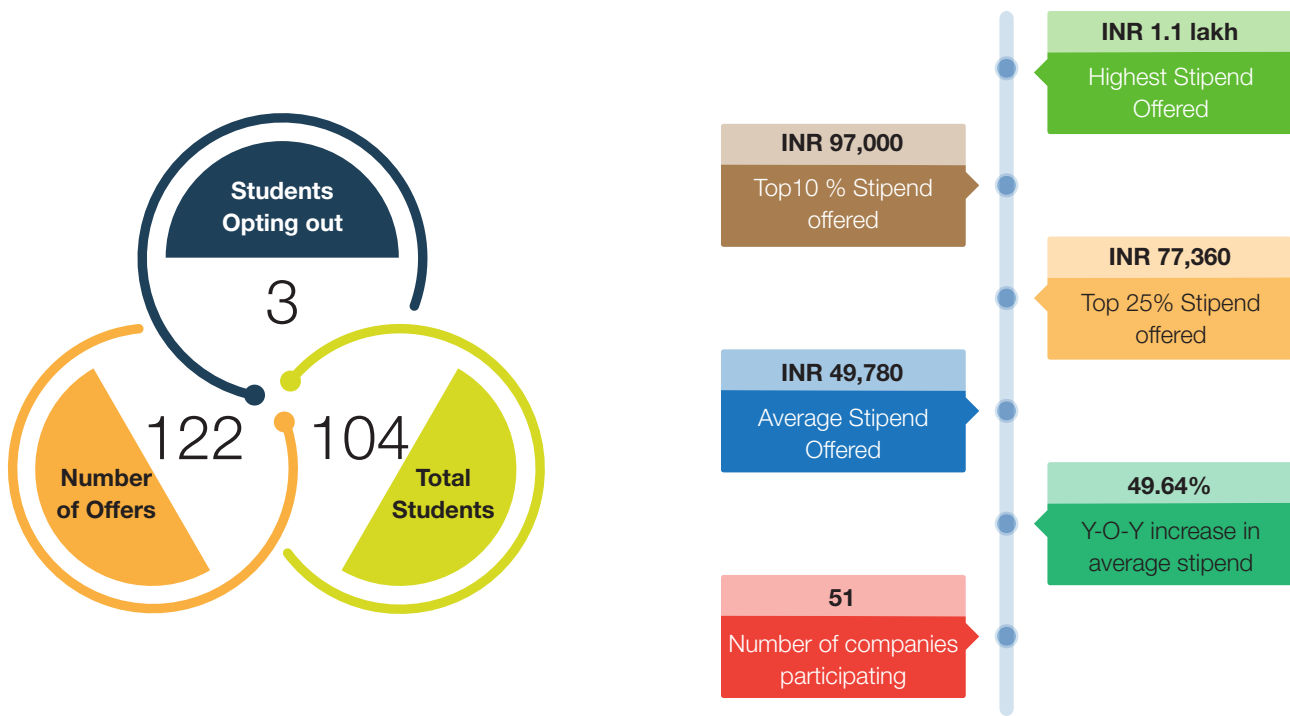 Students
Opting out
3
122
Number
of Offers
104
Total
Students
INR 1.1 lakh
Highest Stipend
Offered
INR 97,000
Top10 % Stipend
offered
INR 77,360
Top 25% Stipend
offered
INR 49,780
Average Stipend
Offered
49.64%
Y-O-Y increase in
average stipend
51
Number of companies
participating